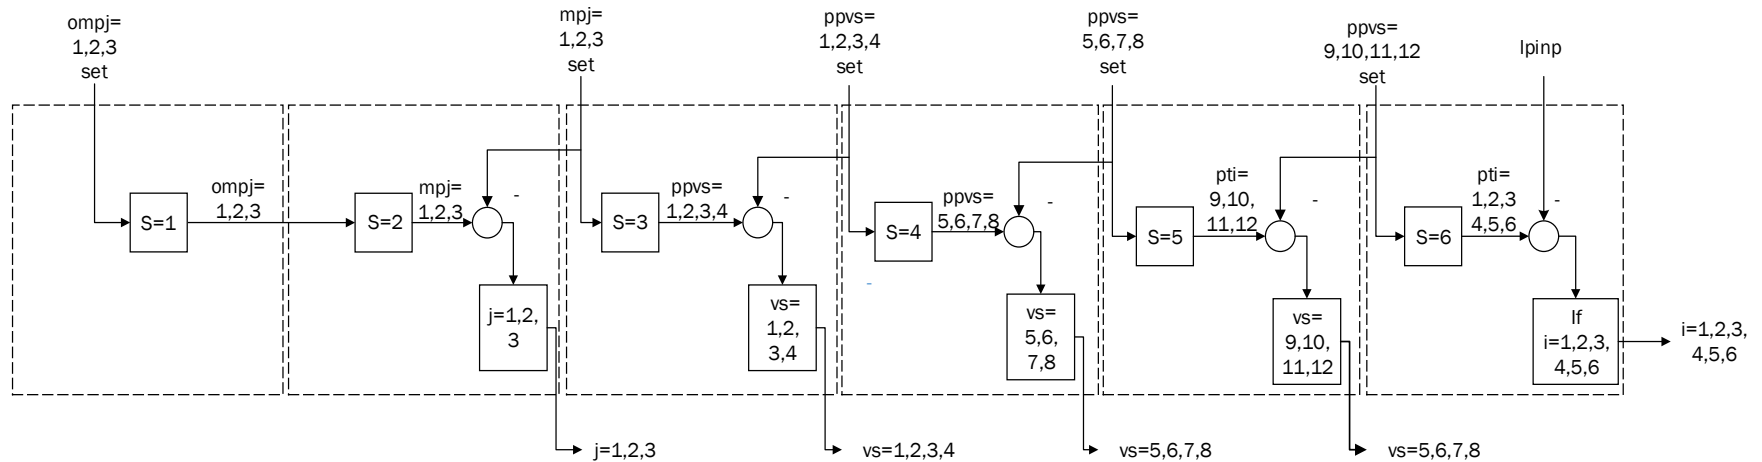 ompj=
1,2,3
set
mpj=
1,2,3
set
ppvs=
1,2,3,4
set
ppvs=
5,6,7,8
set
ppvs=
9,10,11,12
set
lpinp
S=1
ompj=
1,2,3
S=2
mpj=
1,2,3
-
j=1,2,
3
S=3
ppvs=
1,2,3,4
-
vs=
1,2,
3,4
S=4
ppvs=
5,6,7,8
-
-
vs=
5,6,
7,8
S=5
pti=
9,10,
11,12
-
vs=
9,10,
11,12
S=6
pti=
1,2,3
4,5,6
-
If
i=1,2,3,
4,5,6
i=1,2,3,
4,5,6
j=1,2,3
vs=1,2,3,4
vs=5,6,7,8
vs=5,6,7,8